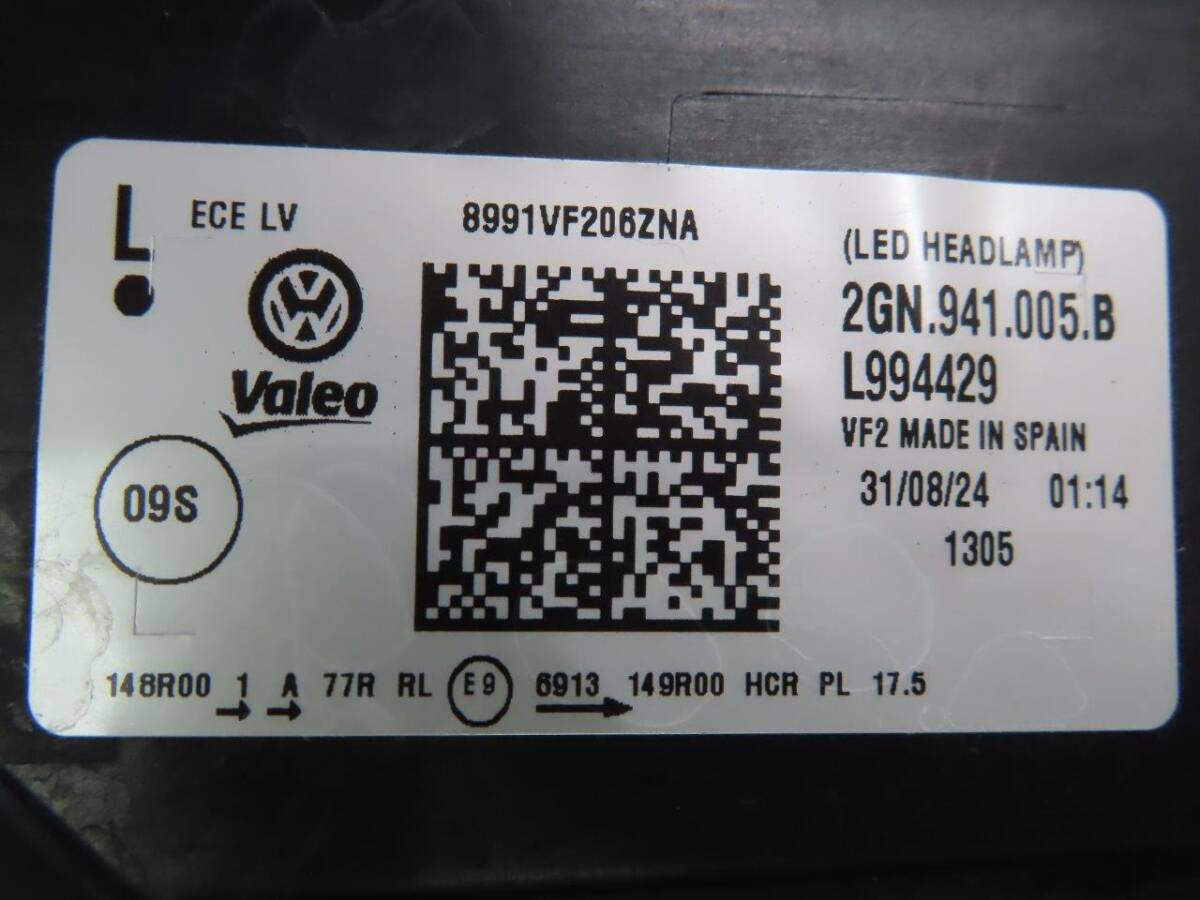 L
ECE LV
8991VF206ZNA
Valeo
09S
(LED HEADLAMP)
2GN.941.005.B
L994429
VF2 MADE IN SPAIN
31/08/24 01:14
1305
148R00 1 A 77R RL E9 6913 149R00 HCR PL 17.5